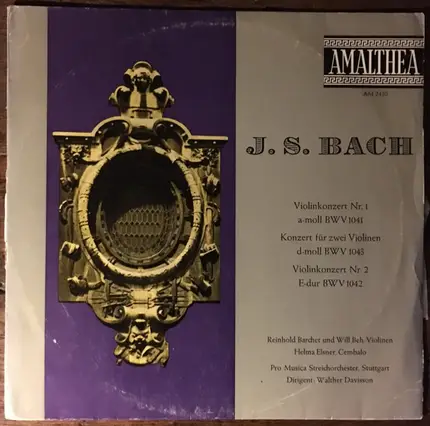 AMALTHEA
J. S. BACH
Violinkonzert Nr. 1
a-moll BWV 1041
Konzert für zwei Violinen
d-moll BWV 1043
Violinkonzert Nr. 2
E-dur BWV 1042
Reinhold Barchet und Will Beh, Violinen
Helma Elsner, Cembalo
Pro Musica Streichorchester, Stuttgart
Dirigent: Walther Davisson